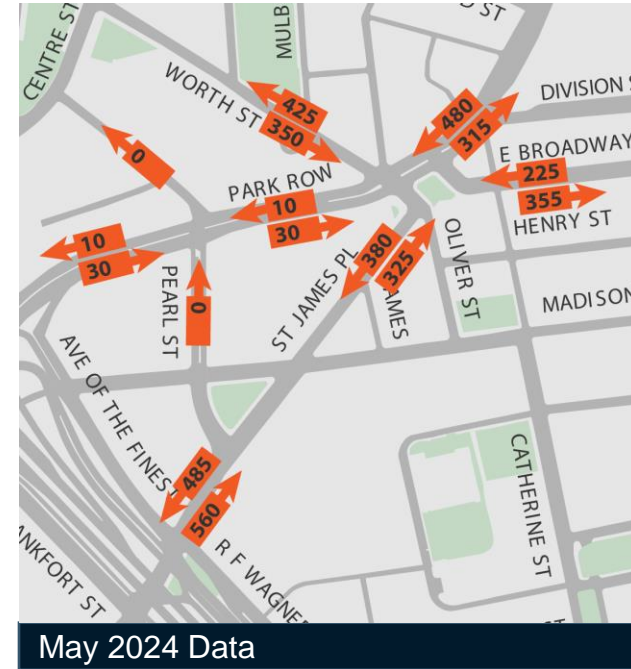 CENTRE ST
MULB
ST
WORTH ST
425
350
480
315
DIVISION
E BROADWAY
225
355
HENRY ST
0
PARK ROW
10
30
10
30
PEARL ST
0
ST JAMES PL
380
325
JAMES
OLIVER ST
MADISON
AVE OF THE FINEST
485
560
CATHERINE ST
ANKFORT ST
R F WAGNE
May 2024 Data